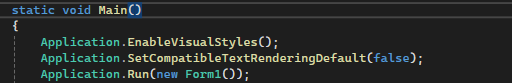 static void Main()
{
Application.EnableVisualStyles();
Application.SetCompatibleTextRenderingDefault(false);
Application.Run(new Form1());